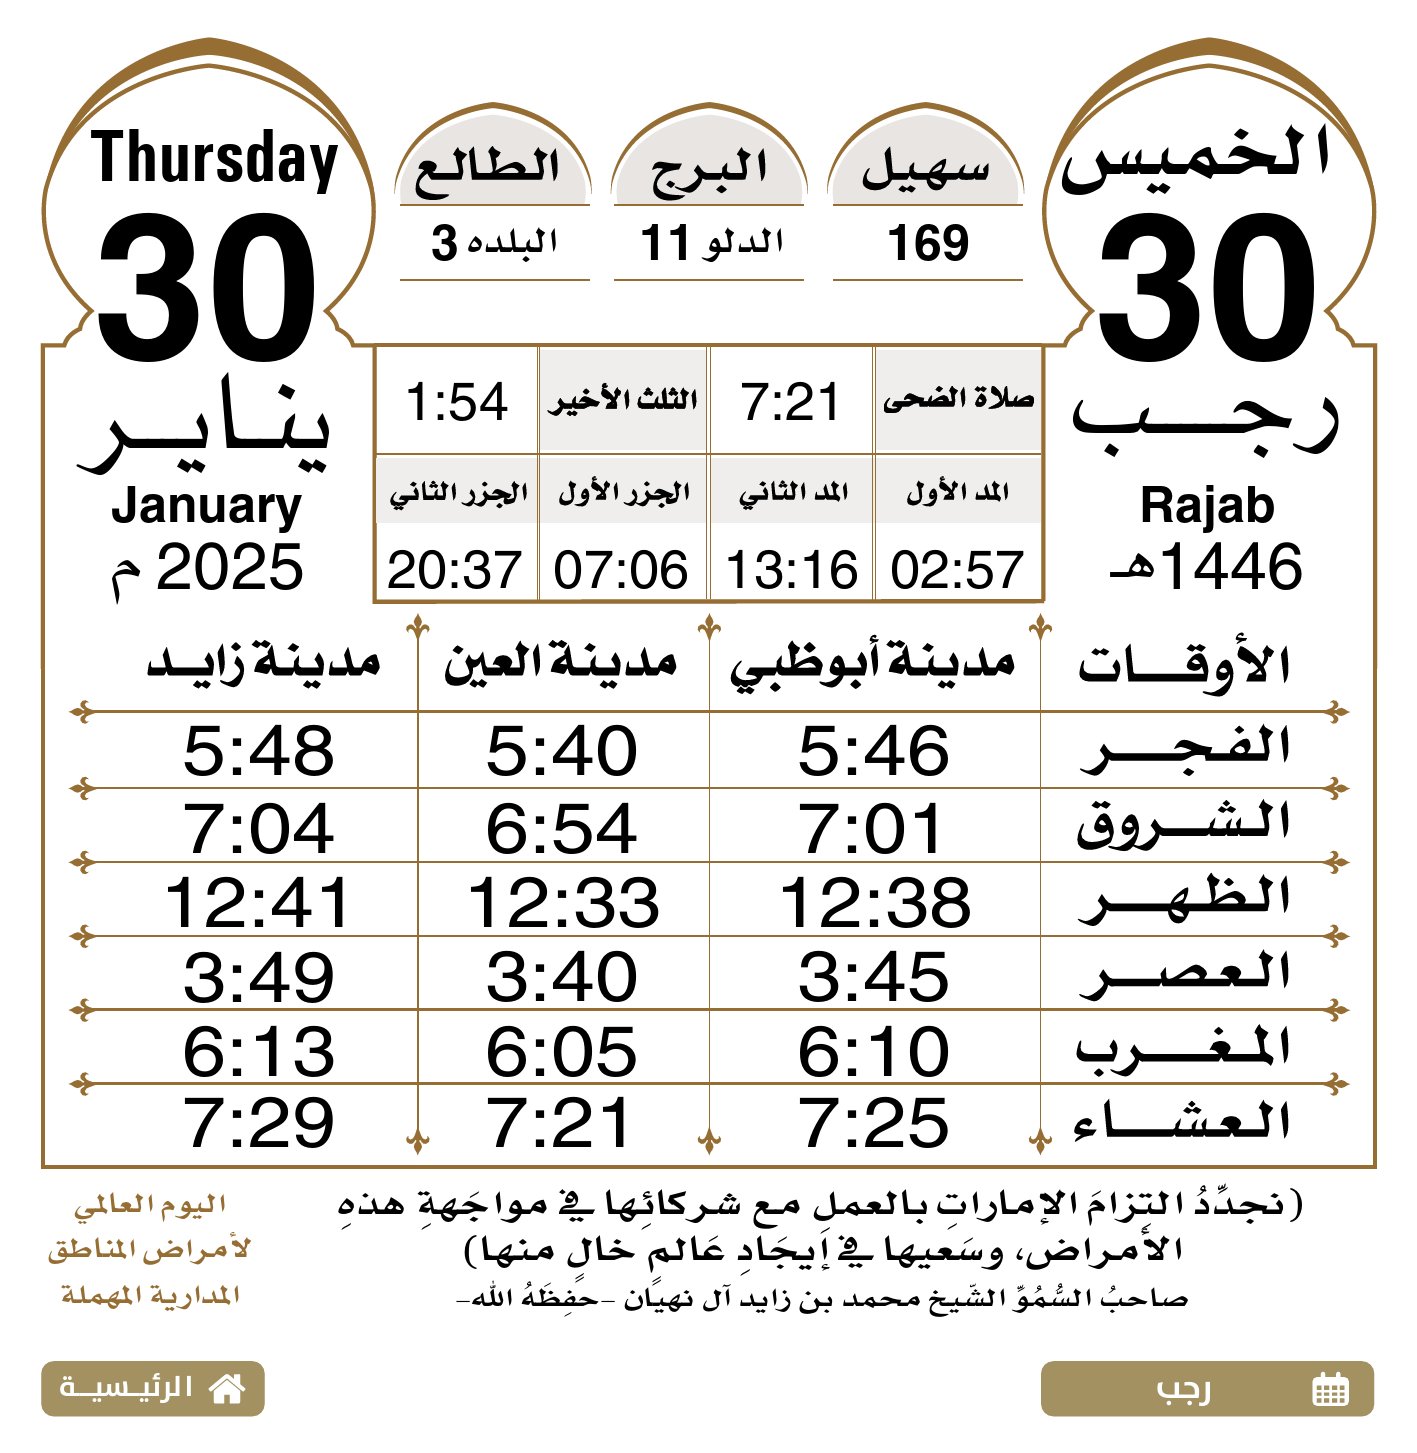 الخميس
30
رجب
Rajab
1446هـ
سهيل
169
البرج
الدلو 11
الطالع
البلده 3
Thursday
30
يناير
January
2025 م
صلاة الضحى 7:21 الثلث الأخير 1:54
المد الأول المد الثاني الجزر الأول الجزر الثاني
02:57 13:16 07:06 20:37
الأوقات مدينة أبوظبي مدينة العين مدينة زايد
الفجر 5:46 5:40 5:48
الشروق 7:01 6:54 7:04
الظهر 12:38 12:33 12:41
العصر 3:45 3:40 3:49
المغرب 6:10 6:05 6:13
العشاء 7:25 7:21 7:29
(نجدِّدُ التِزامَ الإماراتِ بالعملِ مع شركائِها في مواجَهةِ هذهِ
الأمراض، وسَعيها في إيجَادِ عَالمٍ خالٍ منها)
صاحبُ السُّمُوِّ الشّيخ محمد بن زايد آل نهيان –حفِظَهُ الله–
اليوم العالمي
لأمراض المناطق
المدارية المهملة
رجب
الرئيسية